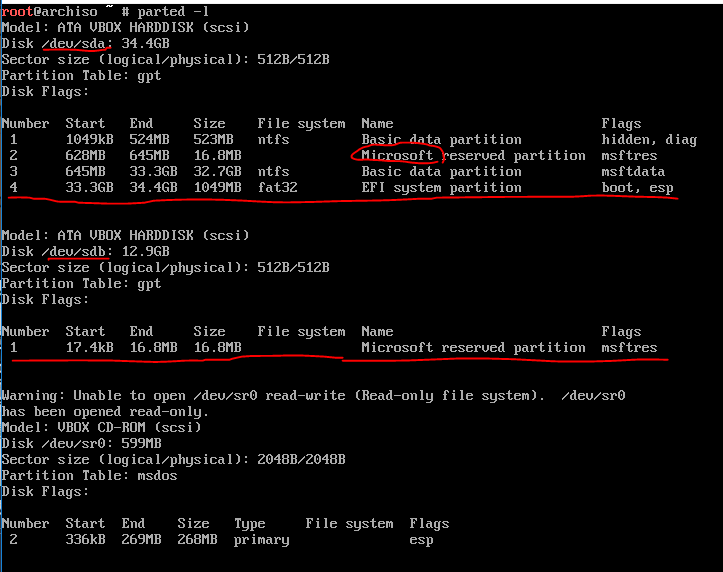 root@archiso ~ # parted -l
Model: ATA VBOX HARDDISK (scsi)
Disk /dev/sda: 34.4GB
Sector size (logical/physical): 512B/512B
Partition Table: gpt
Disk Flags:
Number  Start   End     Size    File system  Name                          Flags
 1      1049kB  524MB   523MB   ntfs         Basic data partition          hidden, diag
 2      628MB   645MB   16.8MB               Microsoft reserved partition  msftres
 3      645MB   33.3GB  32.7GB  ntfs         Basic data partition          msftdata
 4      33.3GB  34.4GB  1049MB  fat32        EFI system partition          boot, esp
Model: ATA VBOX HARDDISK (scsi)
Disk /dev/sdb: 12.9GB
Sector size (logical/physical): 512B/512B
Partition Table: gpt
Disk Flags:
Number  Start   End     Size    File system  Name                          Flags
 1      17.4kB  16.8MB  16.8MB               Microsoft reserved partition  msftres
Warning: Unable to open /dev/sr0 read-write (Read-only file system).  /dev/sr0
has been opened read-only.
Model: VBOX CD-ROM (scsi)
Disk /dev/sr0: 599MB
Sector size (logical/physical): 2048B/2048B
Partition Table: msdos
Disk Flags:
Number  Start  End    Size   Type     File system  Flags
 2      336kB  269MB  268MB  primary               esp